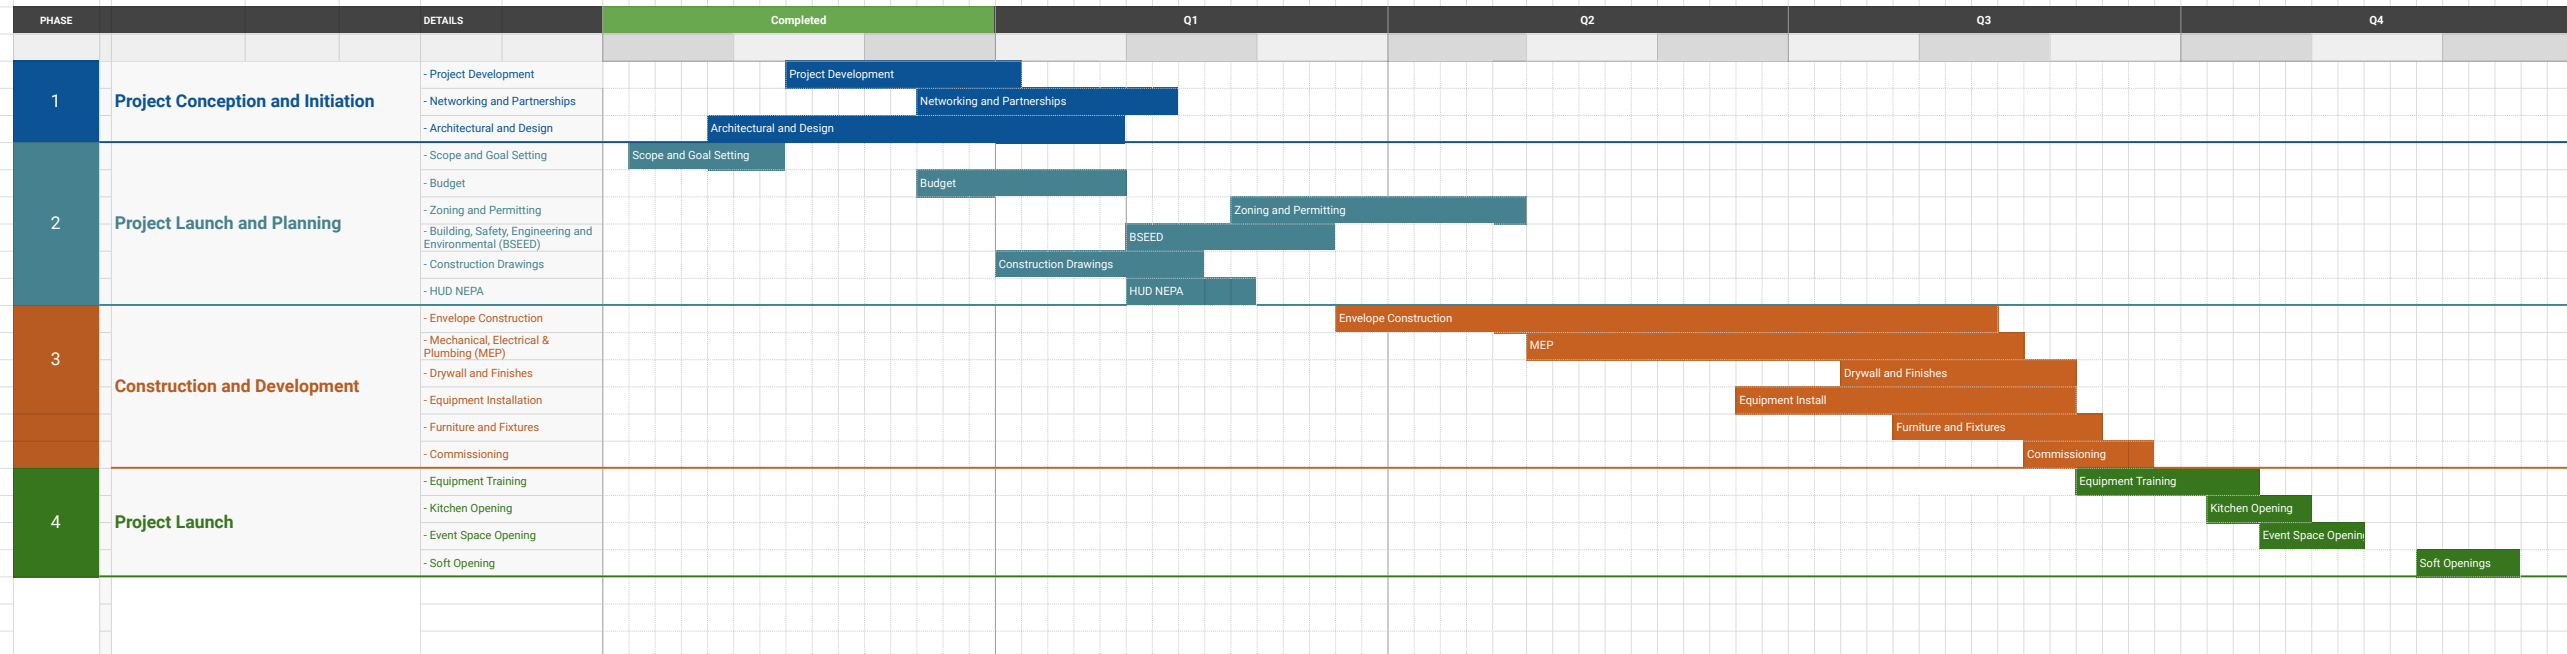 PHASE DETAILS Completed Q1 Q2 Q3 Q4
1
Project Conception and Initiation
- Project Development
Project Development
- Networking and Partnerships
Networking and Partnerships
- Architectural and Design
Architectural and Design
2
Project Launch and Planning
- Scope and Goal Setting
Scope and Goal Setting
- Budget
Budget
- Zoning and Permitting
Zoning and Permitting
- Building, Safety, Engineering and
Environmental (BSEED)
BSEED
- Construction Drawings
Construction Drawings
- HUD NEPA
HUD NEPA
3
Construction and Development
- Envelope Construction
Envelope Construction
- Mechanical, Electrical &
Plumbing (MEP)
MEP
- Drywall and Finishes
Drywall and Finishes
- Equipment Installation
Equipment Install
- Furniture and Fixtures
Furniture and Fixtures
- Commissioning
Commissioning
4
Project Launch
- Equipment Training
Equipment Training
- Kitchen Opening
Kitchen Opening
- Event Space Opening
Event Space Opening
- Soft Opening
Soft Openings